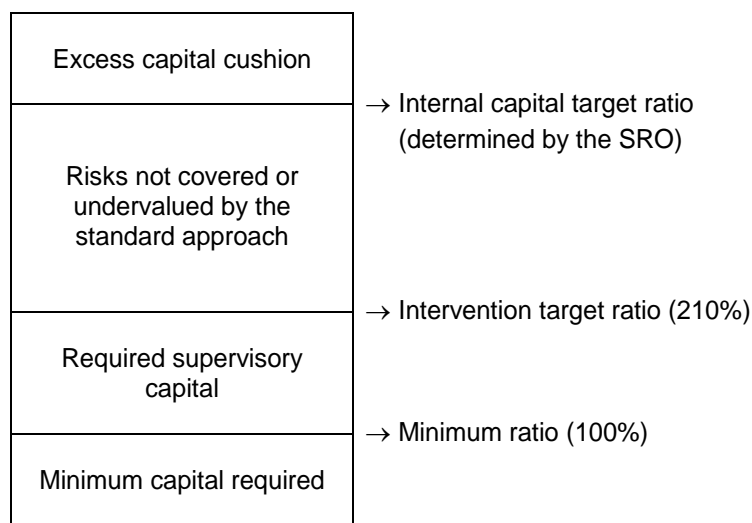 Excess capital cushion
→ Internal capital target ratio
(determined by the SRO)
Risks not covered or
undervalued by the
standard approach
→ Intervention target ratio (210%)
Required supervisory
capital
→ Minimum ratio (100%)
Minimum capital required